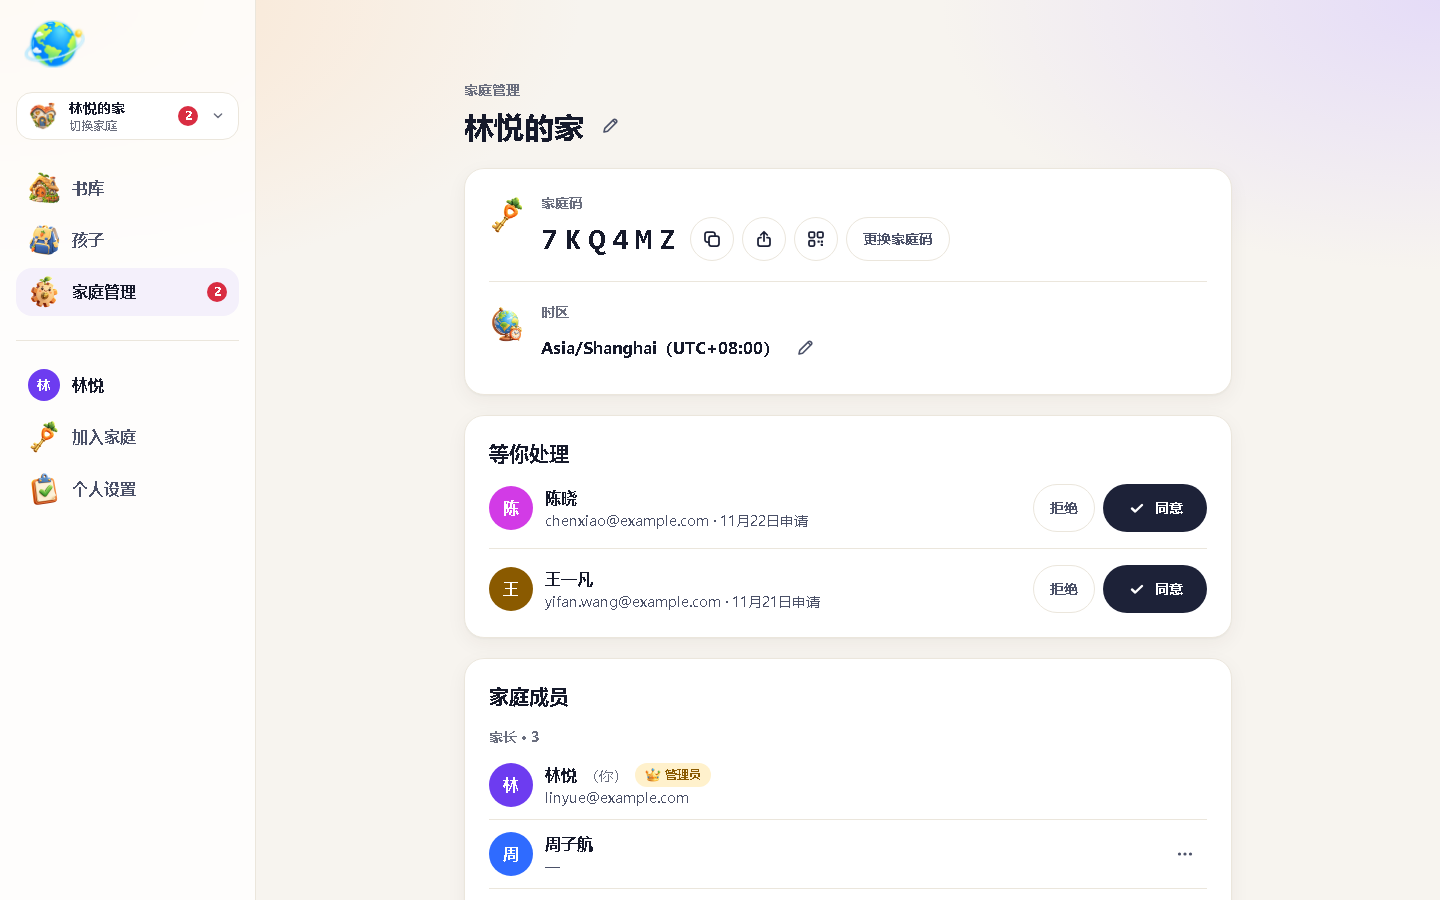 林悦的家
切换家庭
2
书库
孩子
家庭管理
2
林
林悦
加入家庭
个人设置
家庭管理
林悦的家
家庭码
7KQ4MZ
更换家庭码
时区
Asia/Shanghai（UTC+08:00）
等你处理
陈
陈晓
chenxiao@example.com · 11月22日申请
拒绝
同意
王
王一凡
yifan.wang@example.com · 11月21日申请
拒绝
同意
家庭成员
家长 • 3
林
林悦 （你） 管理员
linyue@example.com
周
周子航
—